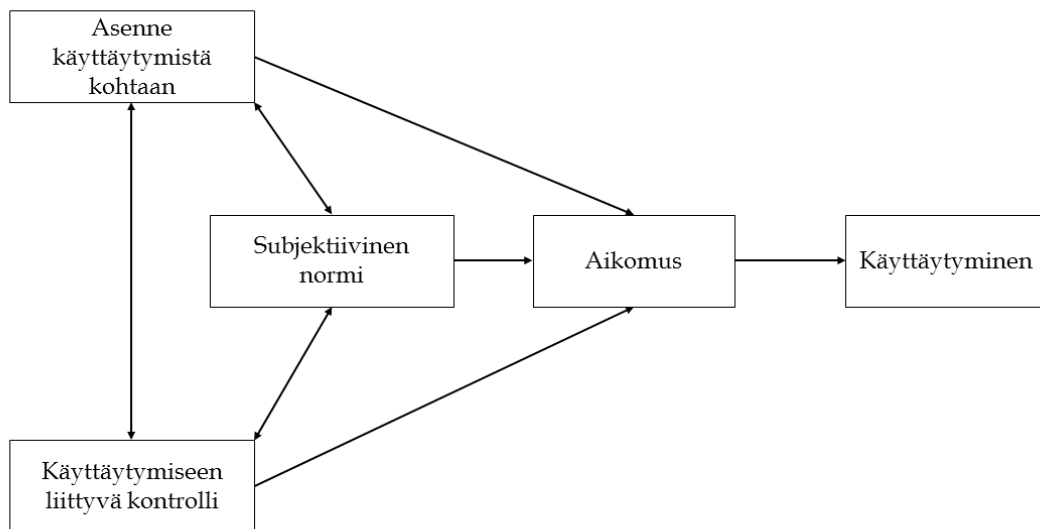 Asenne
käyttäytymistä
kohtaan
Subjektiivinen
normi
Aikomus
Käyttäytyminen
Käyttäytymiseen
liittyvä kontrolli